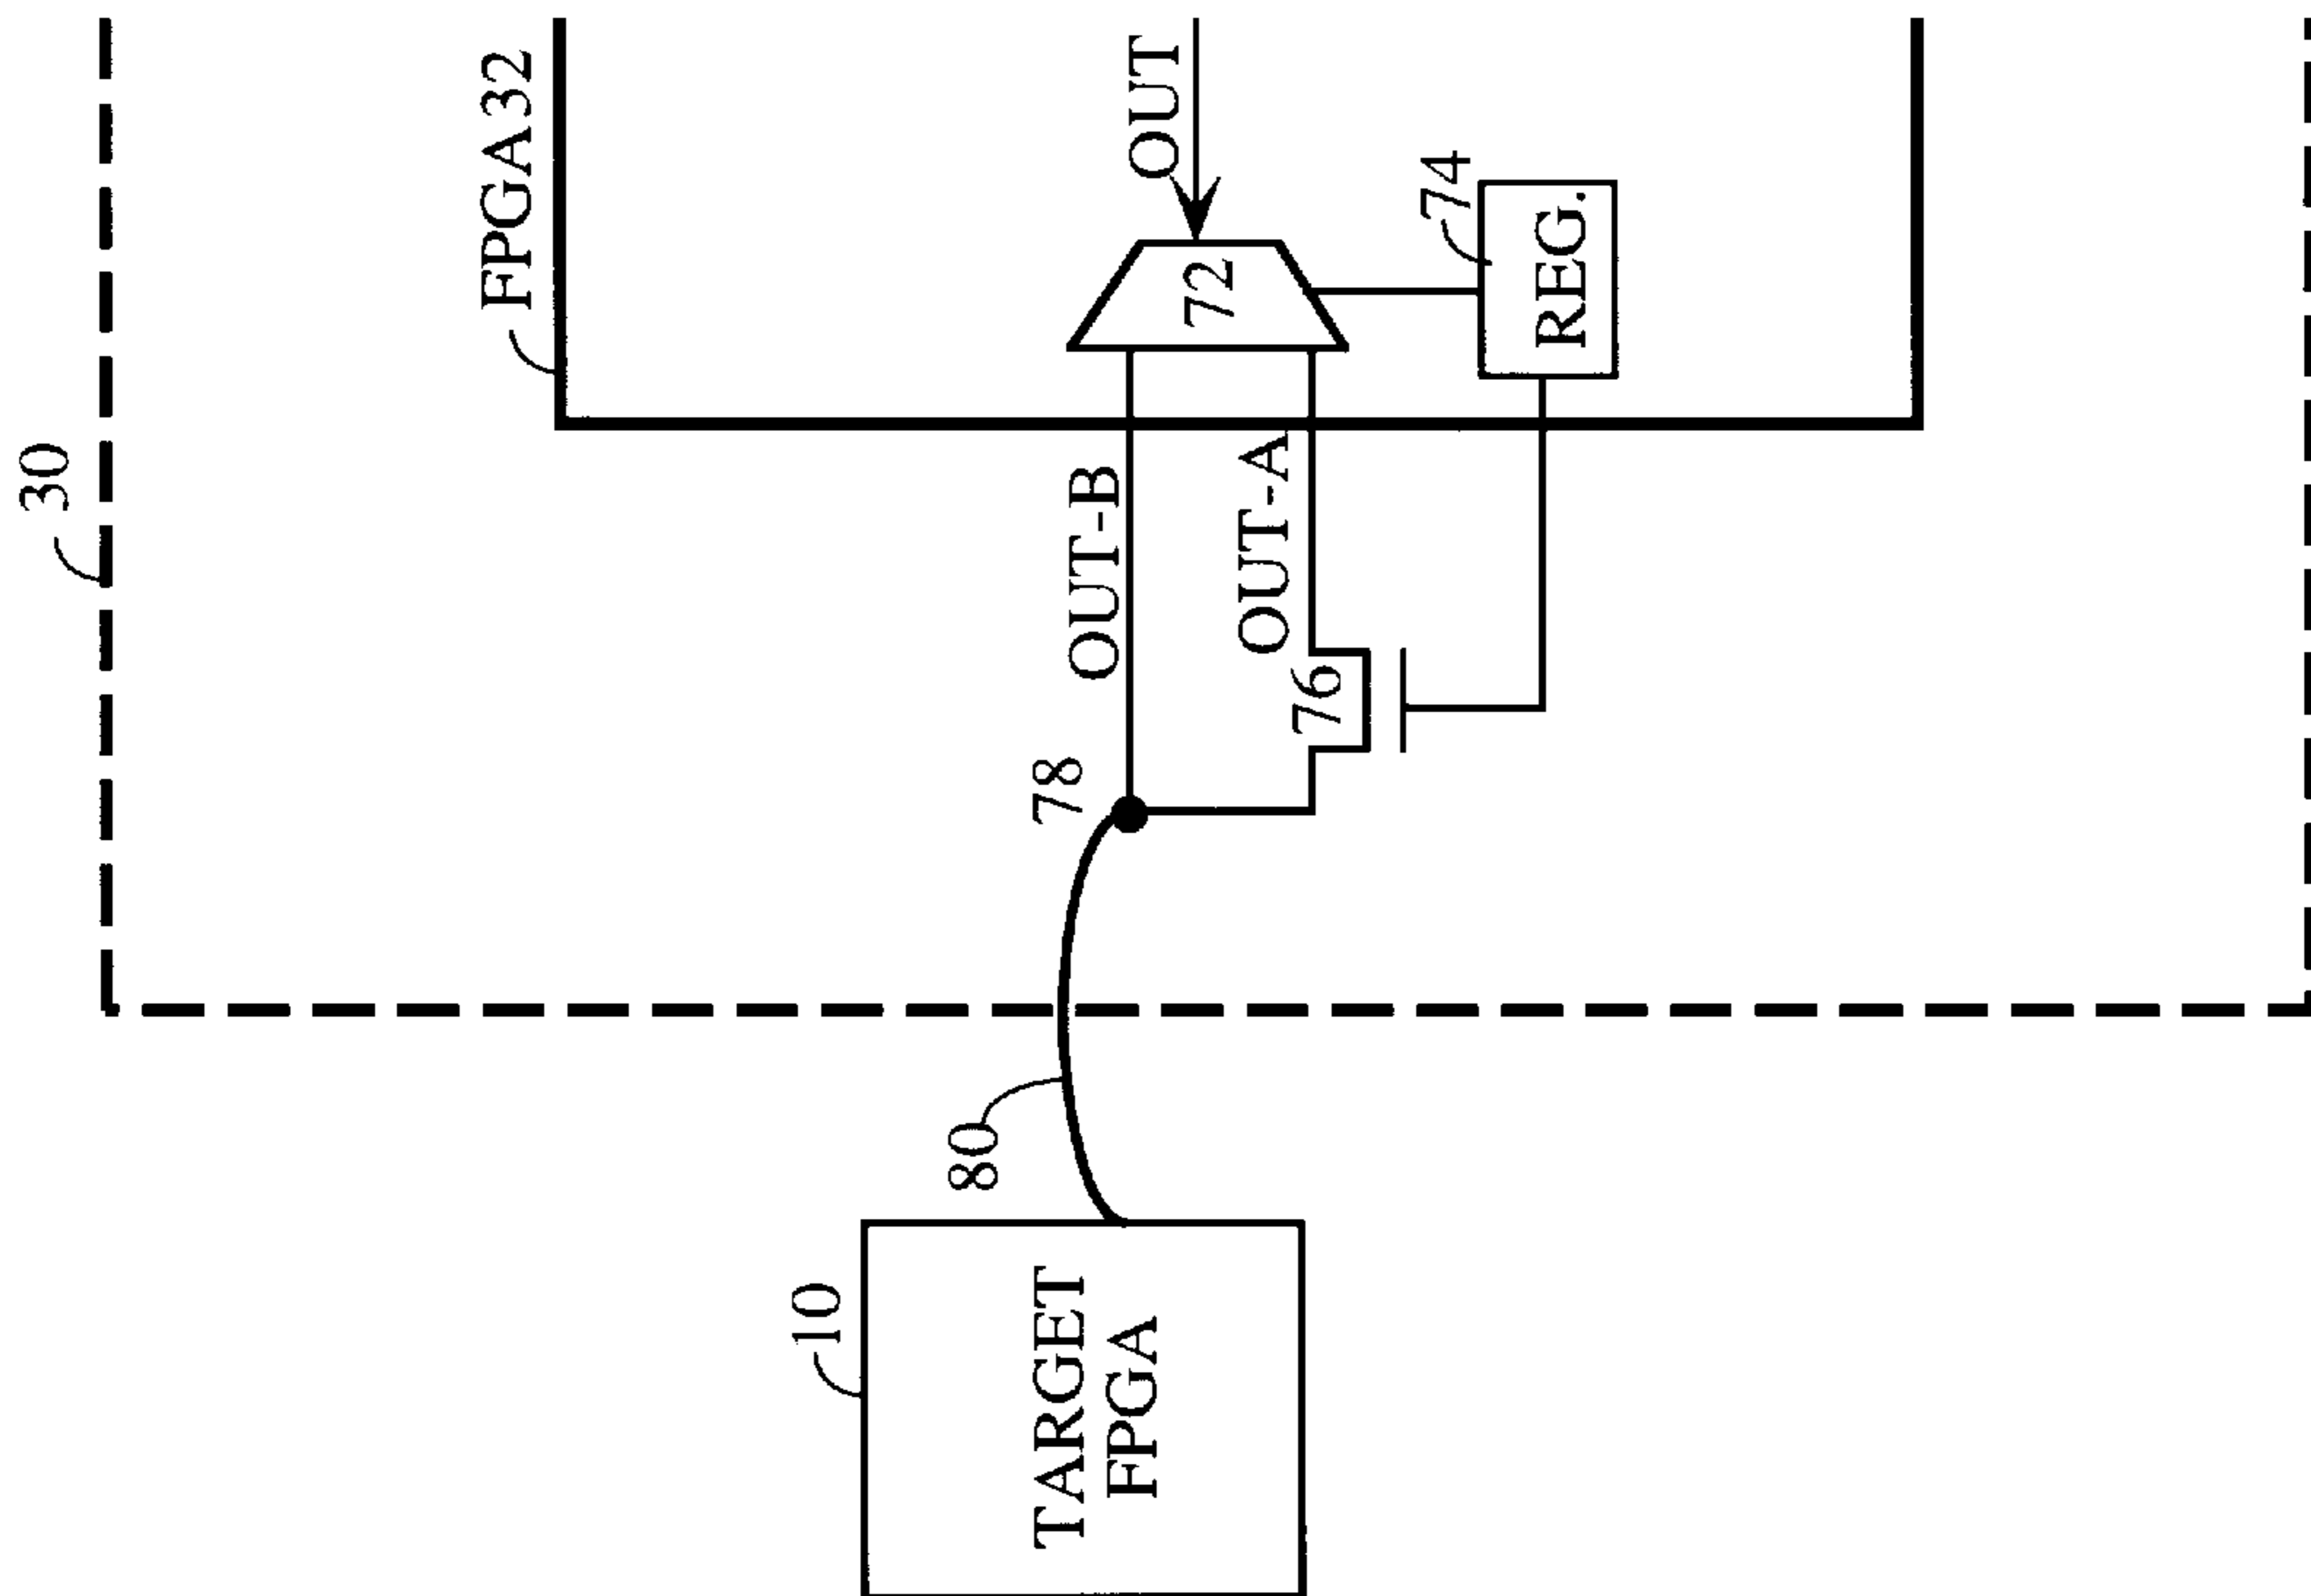 30
FPGA32
OUT
72
74
REG.
OUT-B
OUT-A
76
78
80
10
TARGET
FPGA